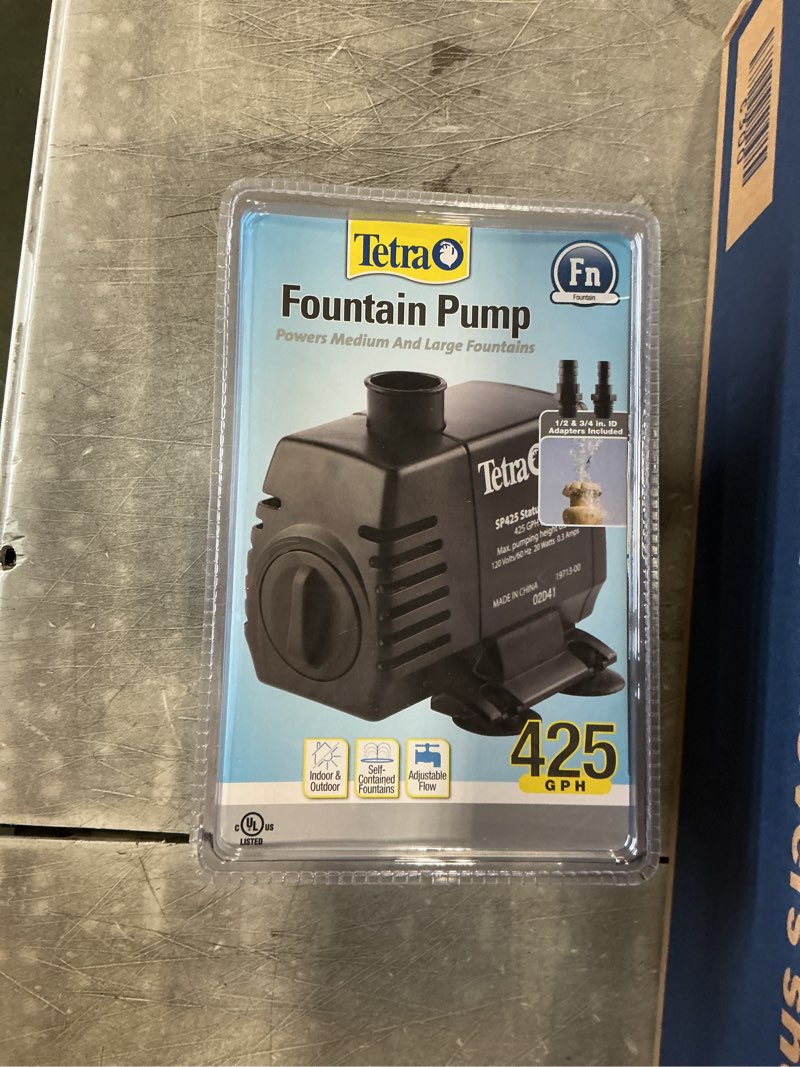 Tetra
Fn
Fountain
Fountain Pump
Powers Medium And Large Fountains
1/2 & 3/4 in. ID
Adapters Included
Tetra
SP425
425 GPH
Max. pumping height
120 Volts/60 Hz 20 Watts 0.3 Amps
MADE IN CHINA 19713-00
02D41
425
GPH
Indoor &
Outdoor
Self-
Contained
Fountains
Adjustable
Flow
C UL US
LISTED